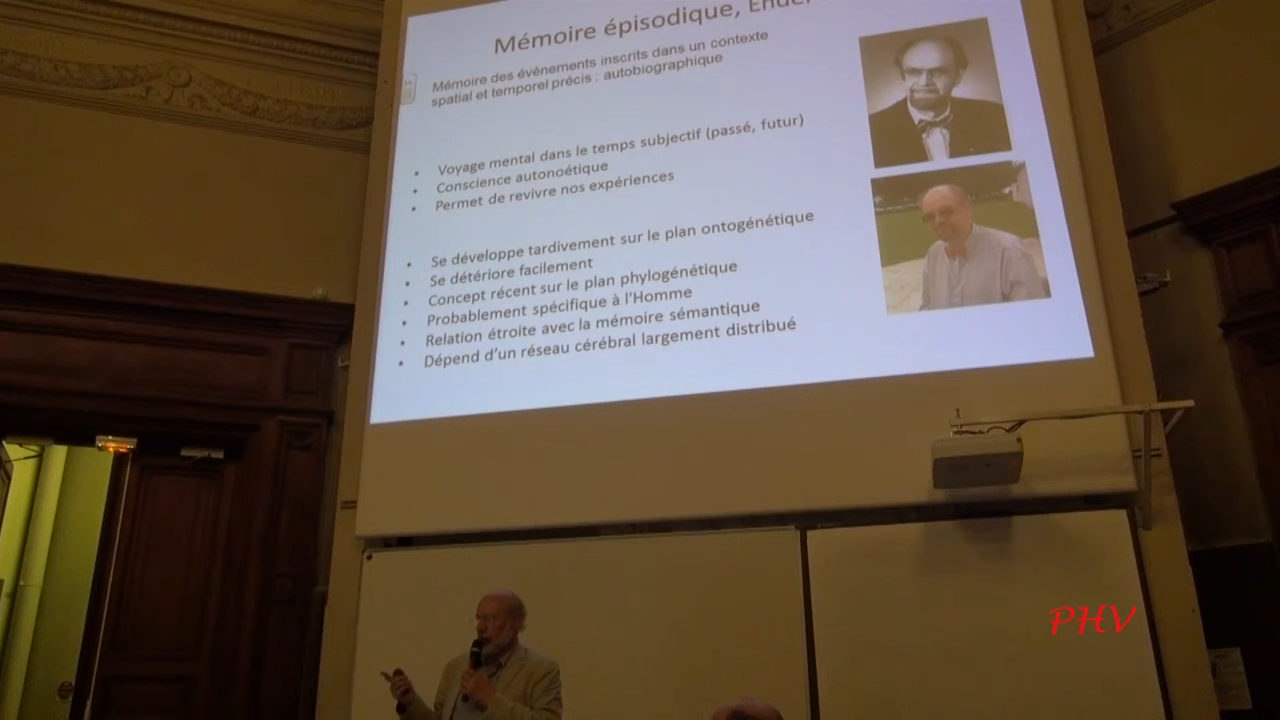 Mémoire épisodique, Endel
Mémoire des évènements inscrits dans un contexte
spatial et temporel précis : autobiographique
• Voyage mental dans le temps subjectif (passé, futur)
• Conscience autonoétique
• Permet de revivre nos expériences
• Se développe tardivement sur le plan ontogénétique
• Se détériore facilement
• Concept récent sur le plan phylogénétique
• Probablement spécifique à l'Homme
• Relation étroite avec la mémoire sémantique
• Dépend d'un réseau cérébral largement distribué
PHV